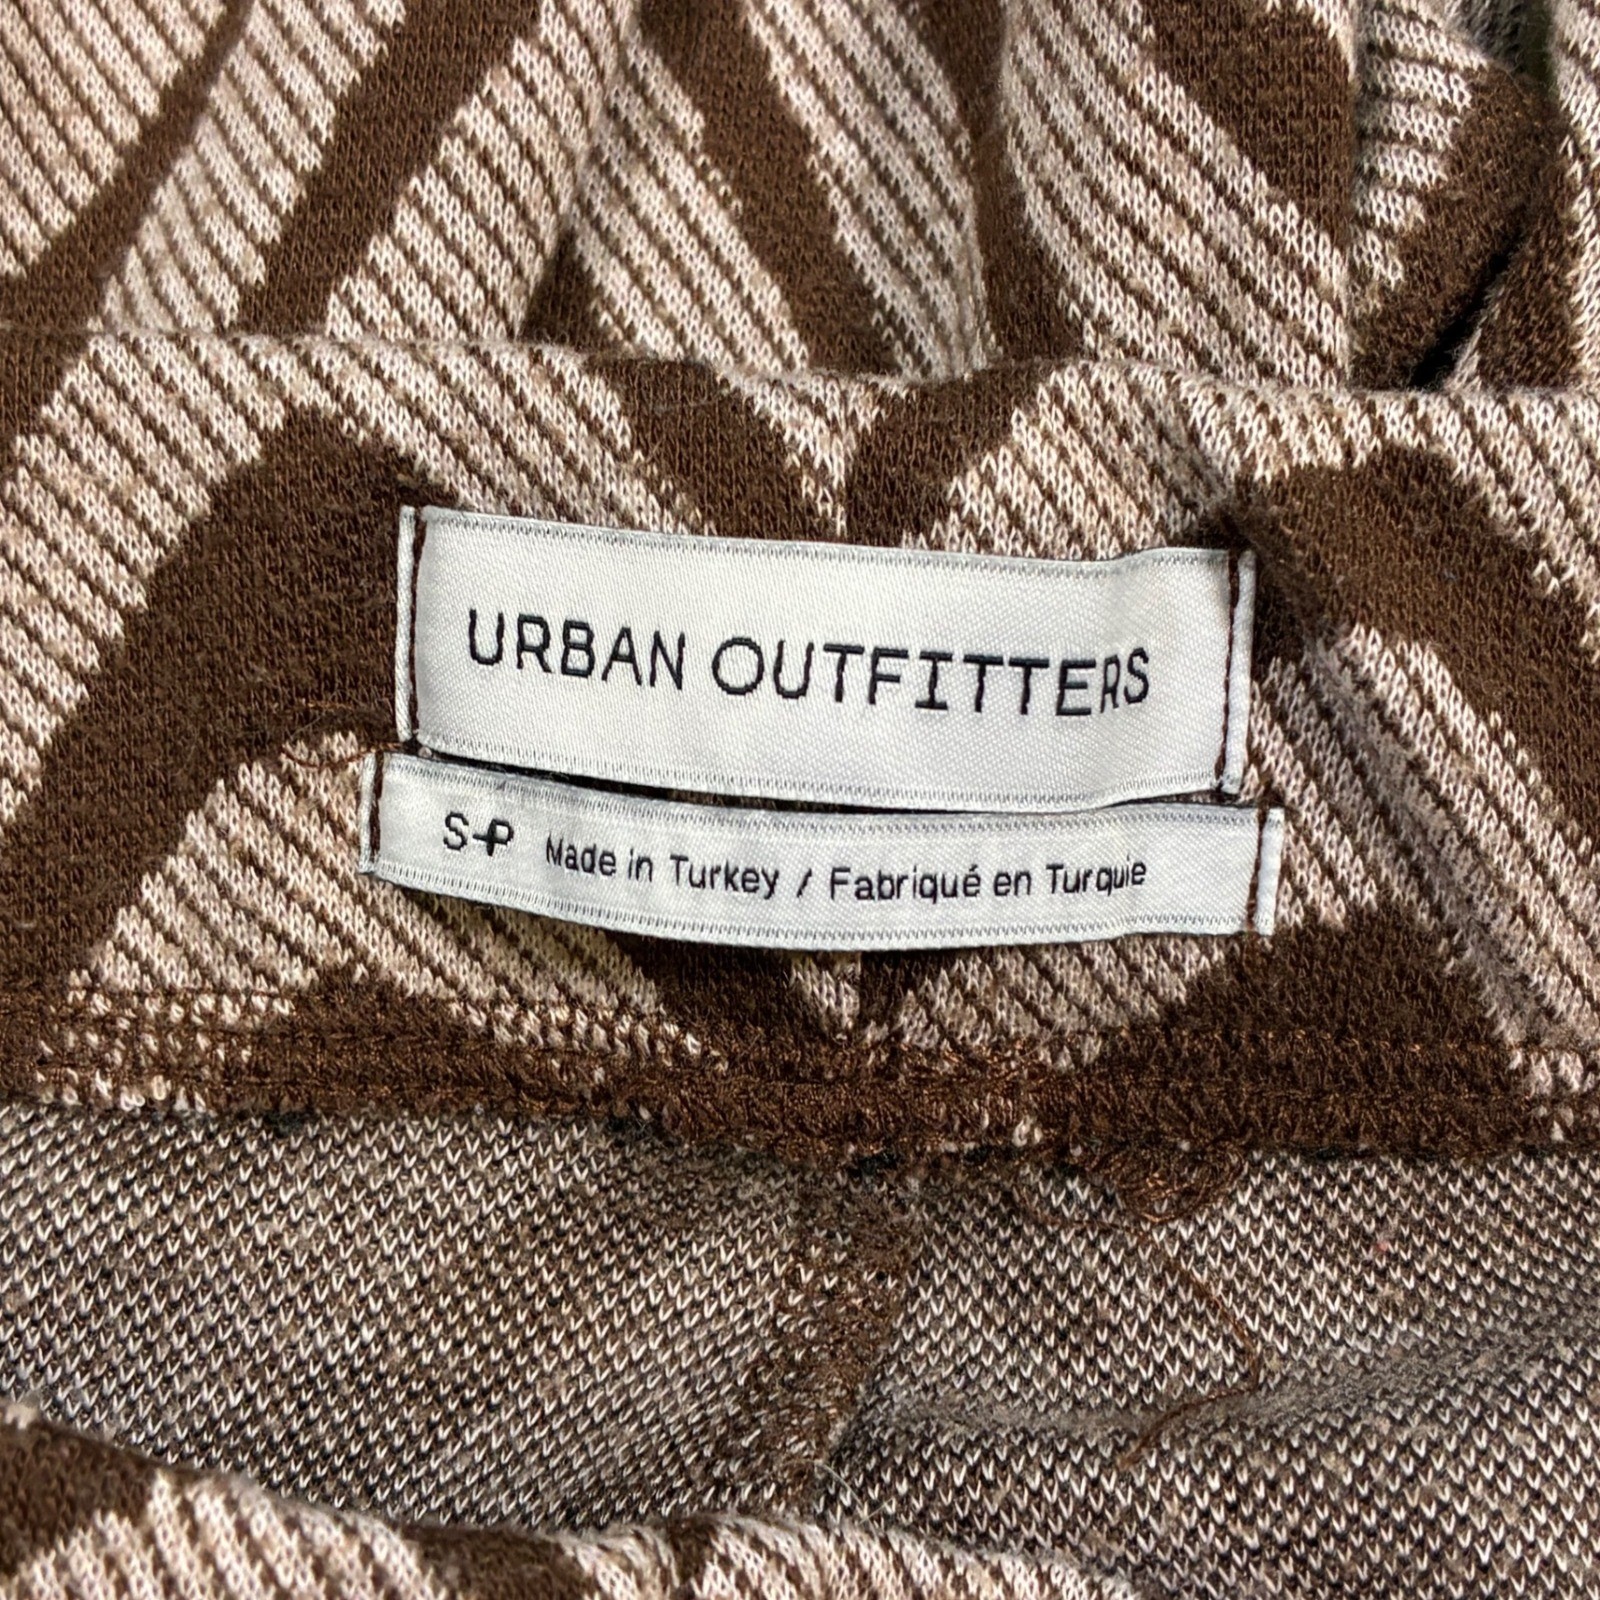 URBAN OUTFITTERS
S-P Made in Turkey / Fabriqué en Turquie